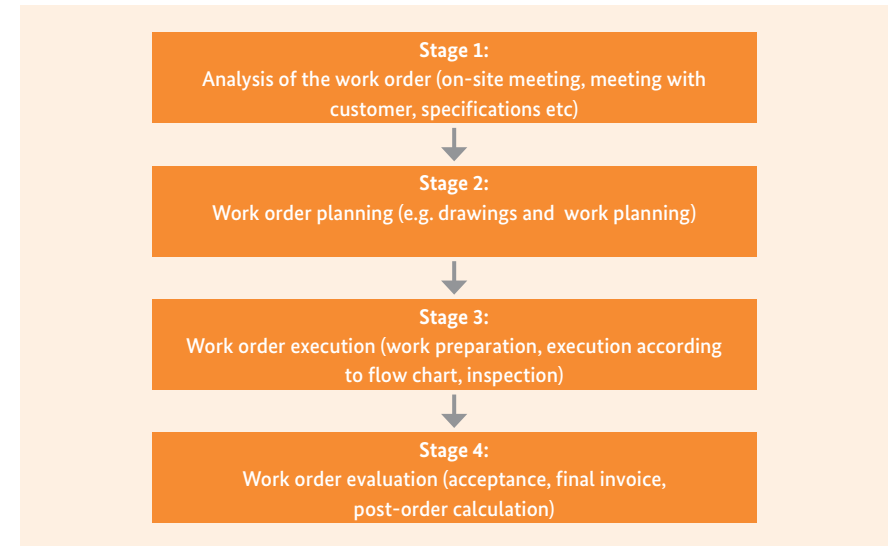 Stage 1:
Analysis of the work order (on-site meeting, meeting with
customer, specifications etc)
Stage 2:
Work order planning (e.g. drawings and work planning)
Stage 3:
Work order execution (work preparation, execution according
to flow chart, inspection)
Stage 4:
Work order evaluation (acceptance, final invoice,
post-order calculation)